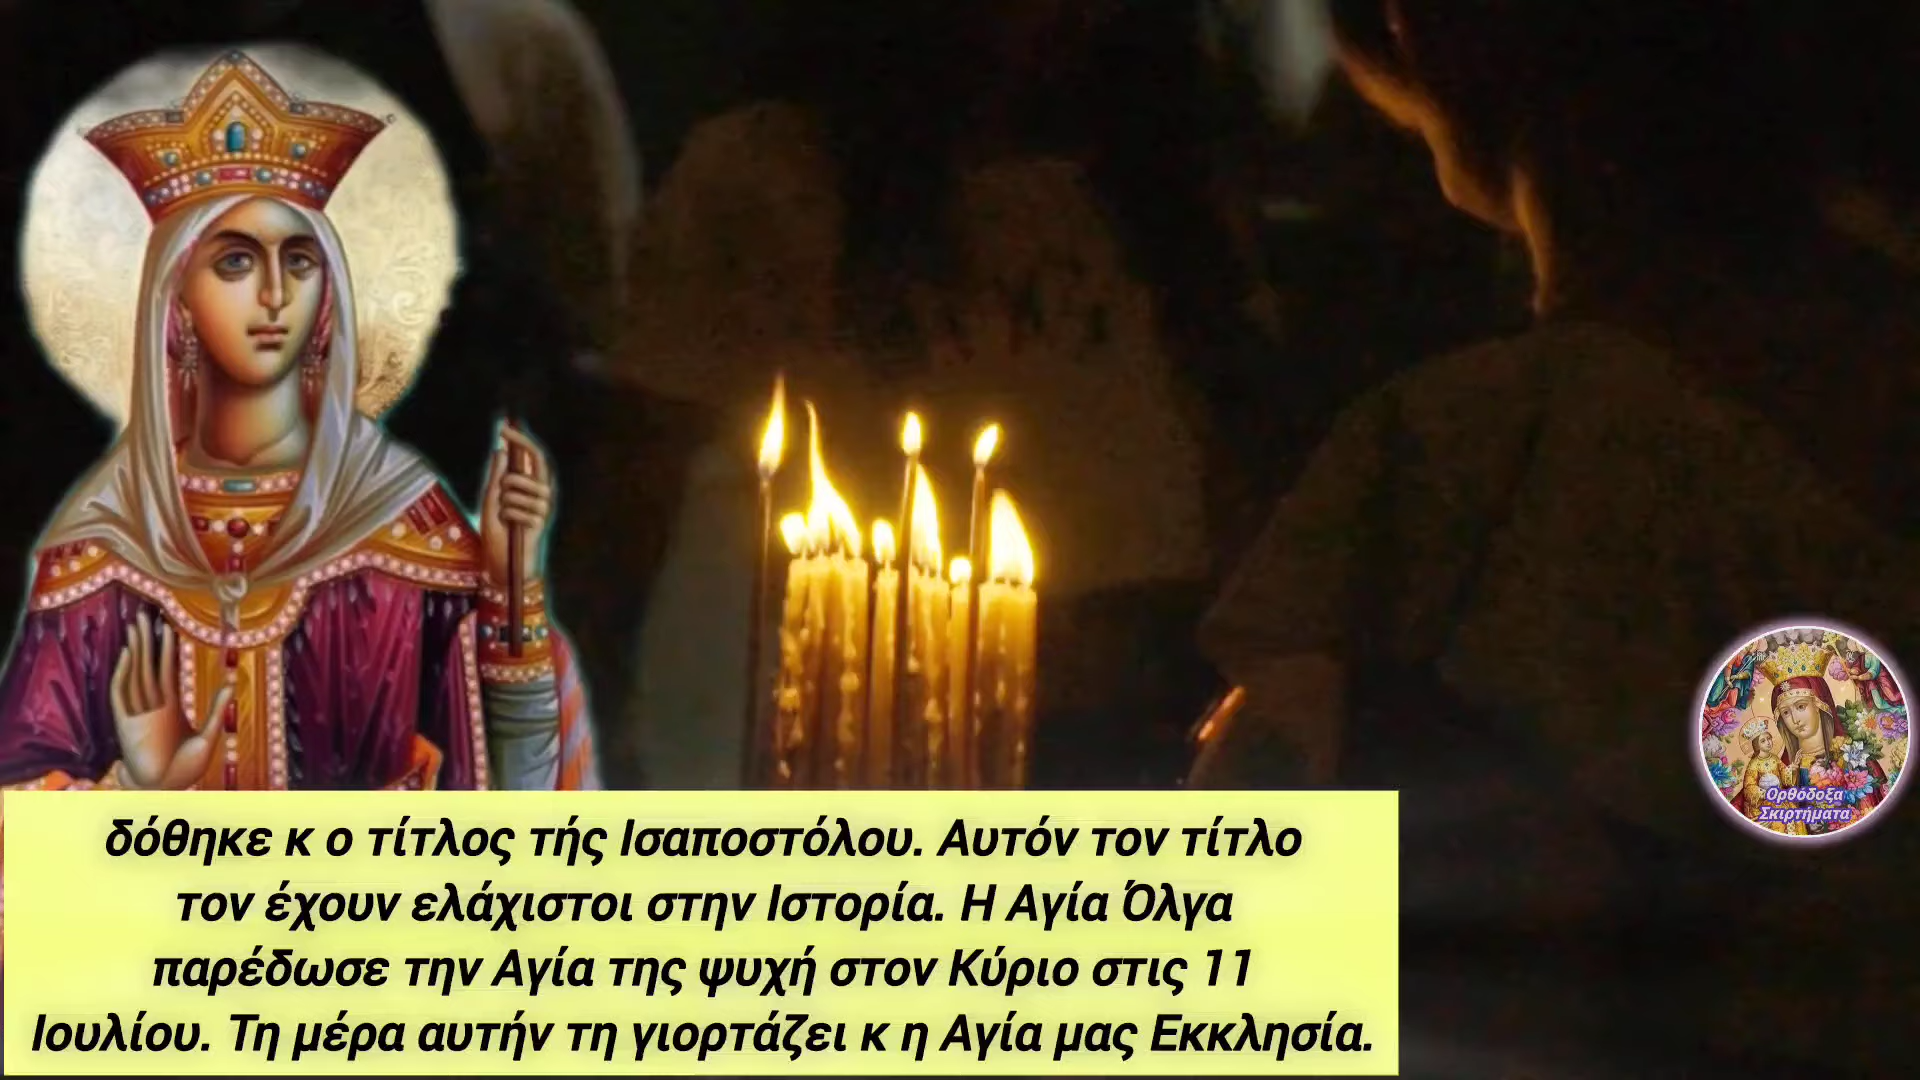 δόθηκε κ ο τίτλος τής Ισαποστόλου. Αυτόν τον τίτλο
τον έχουν ελάχιστοι στην Ιστορία. Η Αγία Όλγα
παρέδωσε την Αγία της ψυχή στον Κύριο στις 11
Ιουλίου. Τη μέρα αυτήν τη γιορτάζει κ η Αγία μας Εκκλησία.
Ορθόδοξα
Σκιρτήματα